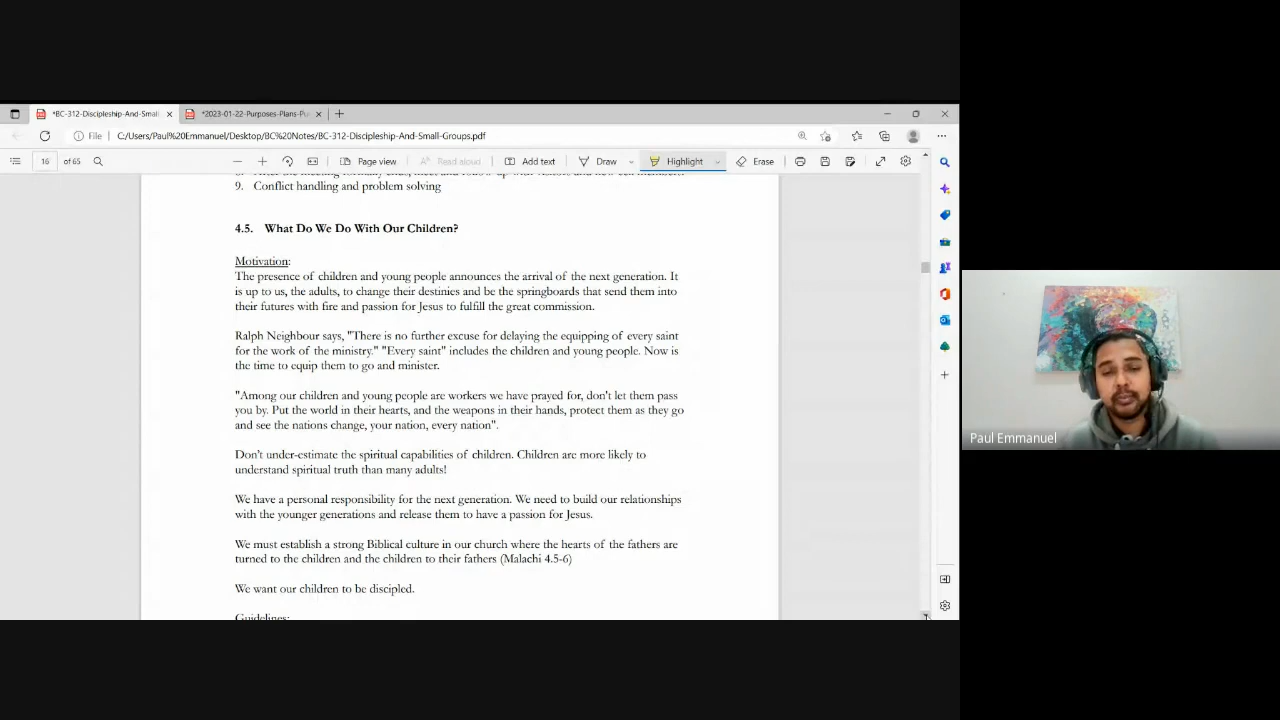 *BC-312-Discipleship-And-Small
*2023-01-22-Purposes-Plans-Pu
File
C:/Users/Paul%20Emmanuel/Desktop/BC%20Notes/BC-312-Discipleship-And-Small-Groups.pdf
16 of 65
Page view
Read aloud
Add text
Draw
Highlight
Erase
9. Conflict handling and problem solving
4.5. What Do We Do With Our Children?
Motivation:
The presence of children and young people announces the arrival of the next generation. It
is up to us, the adults, to change their destinies and be the springboards that send them into
their futures with fire and passion for Jesus to fulfill the great commission.
Ralph Neighbour says, "There is no further excuse for delaying the equipping of every saint
for the work of the ministry." "Every saint" includes the children and young people. Now is
the time to equip them to go and minister.
"Among our children and young people are workers we have prayed for, don't let them pass
you by. Put the world in their hearts, and the weapons in their hands, protect them as they go
and see the nations change, your nation, every nation".
Don't under-estimate the spiritual capabilities of children. Children are more likely to
understand spiritual truth than many adults!
We have a personal responsibility for the next generation. We need to build our relationships
with the younger generations and release them to have a passion for Jesus.
We must establish a strong Biblical culture in our church where the hearts of the fathers are
turned to the children and the children to their fathers (Malachi 4.5-6)
We want our children to be discipled.
Guidelines:
Paul Emmanuel